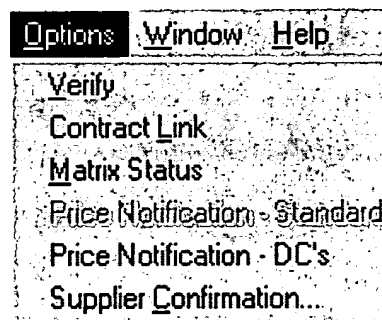 Options Window Help
Verify
Contract Link
Matrix Status
Price Notification - Standard
Price Notification - DC's
Supplier Confirmation...